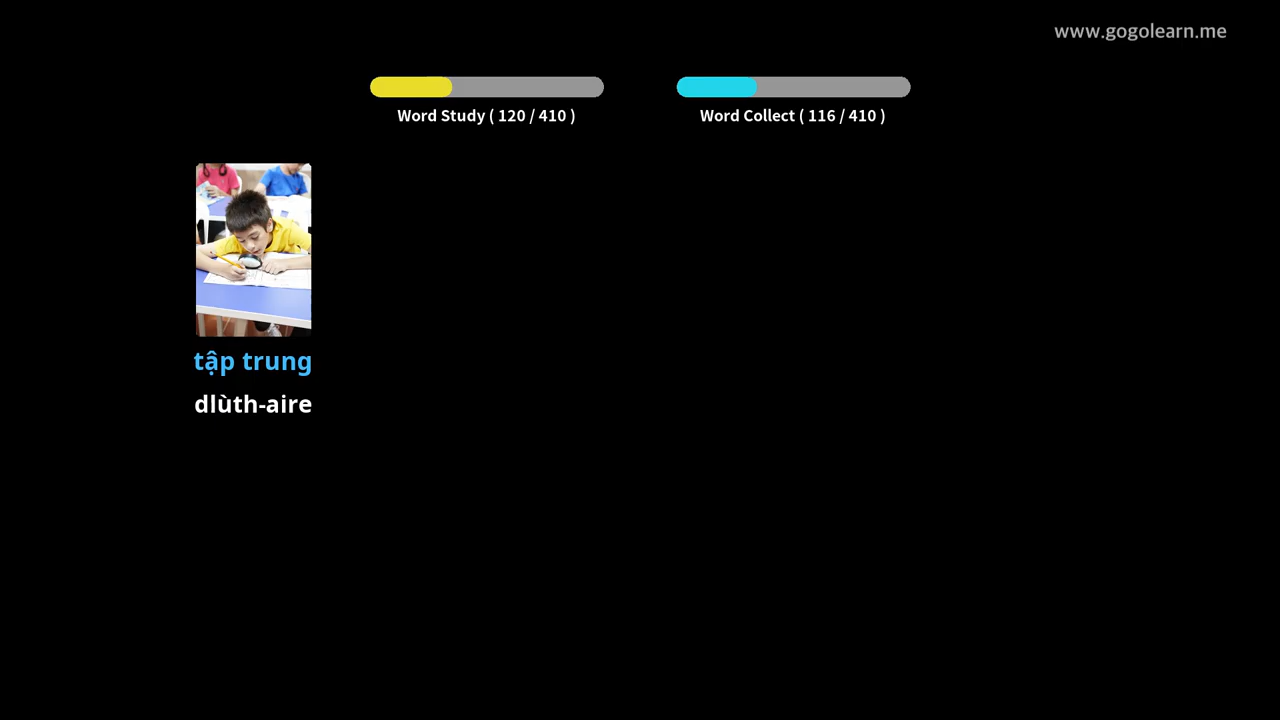 www.gogolearn.me
Word Study ( 120 / 410 )
Word Collect ( 116 / 410 )
tập trung
dlùth-aire